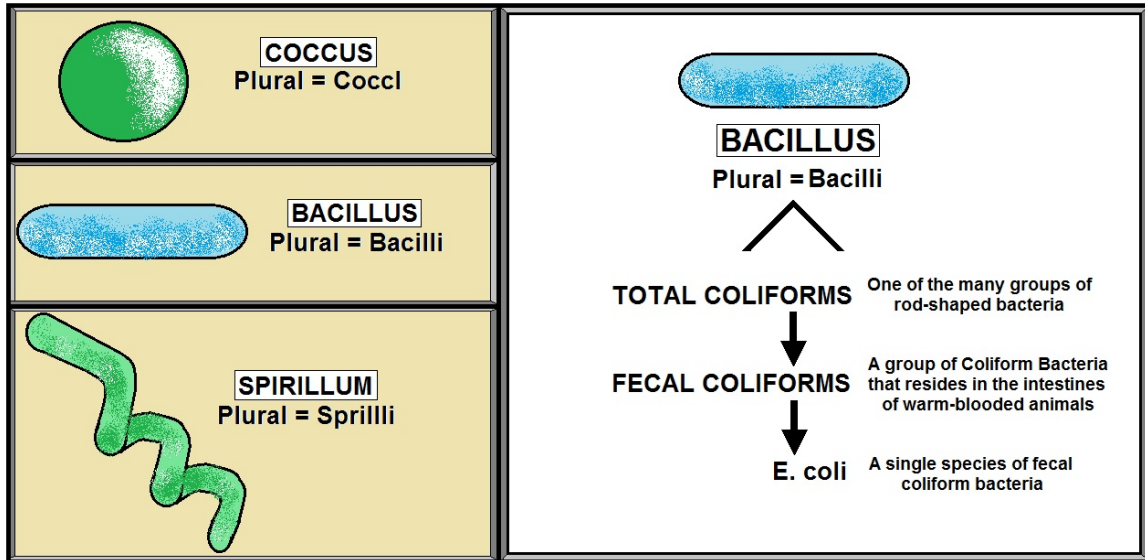 COCCUS
Plural = CoccI
BACILLUS
Plural = Bacilli
SPIRILLUM
Plural = Sprillli
BACILLUS
Plural = Bacilli
TOTAL COLIFORMS
One of the many groups of
rod-shaped bacteria
FECAL COLIFORMS
A group of Coliform Bacteria
that resides in the intestines
of warm-blooded animals
E. coli
A single species of fecal
coliform bacteria